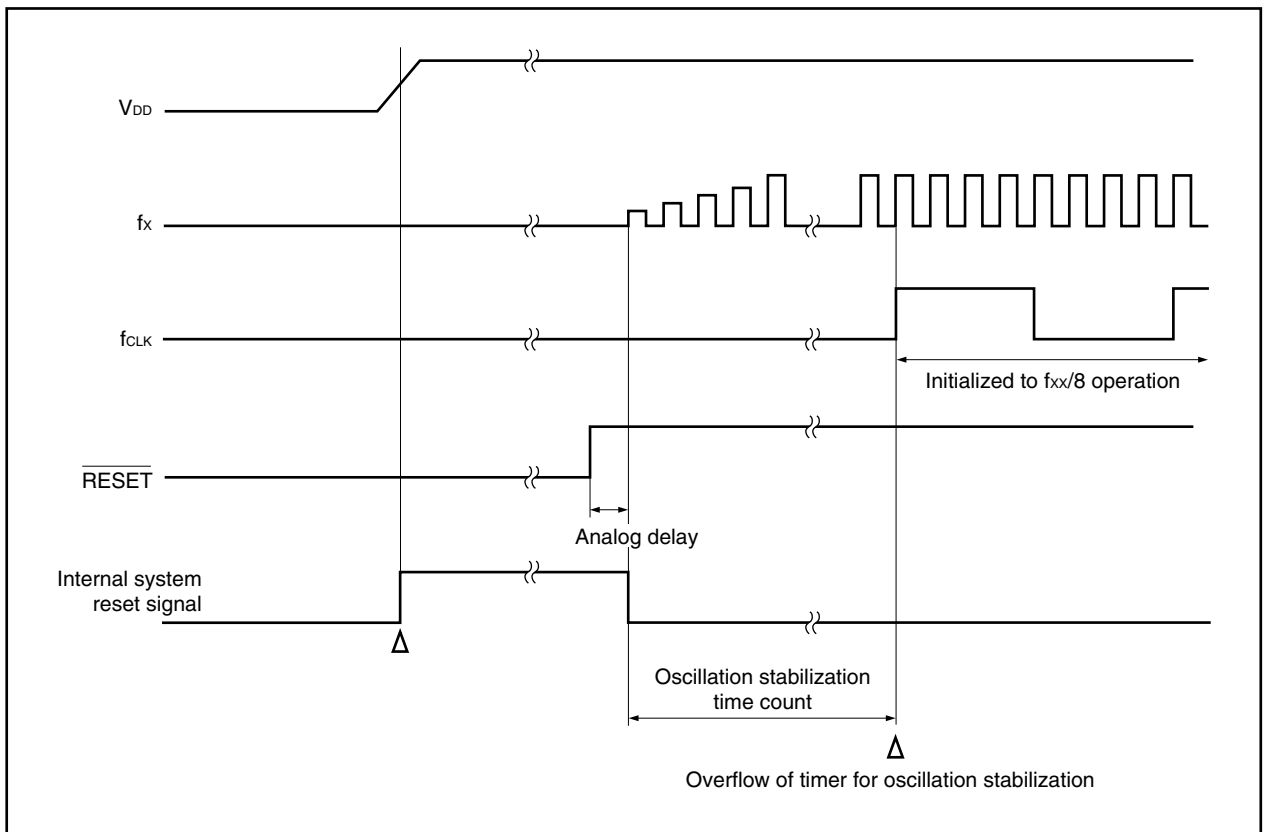 VDD
fX
fCLK
Initialized to fXX/8 operation
RESET
Analog delay
Internal system
reset signal
Oscillation stabilization
time count
Overflow of timer for oscillation stabilization